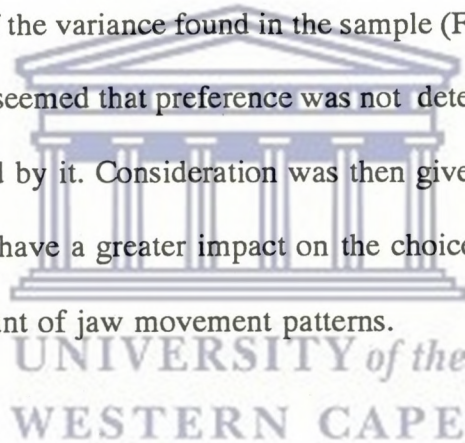 f the variance found in the sample (F
seemed that preference was not dete
d by it. Consideration was then give
have a greater impact on the choic
nt of jaw movement patterns.
UNIVERSITY of the
WESTERN CAPE